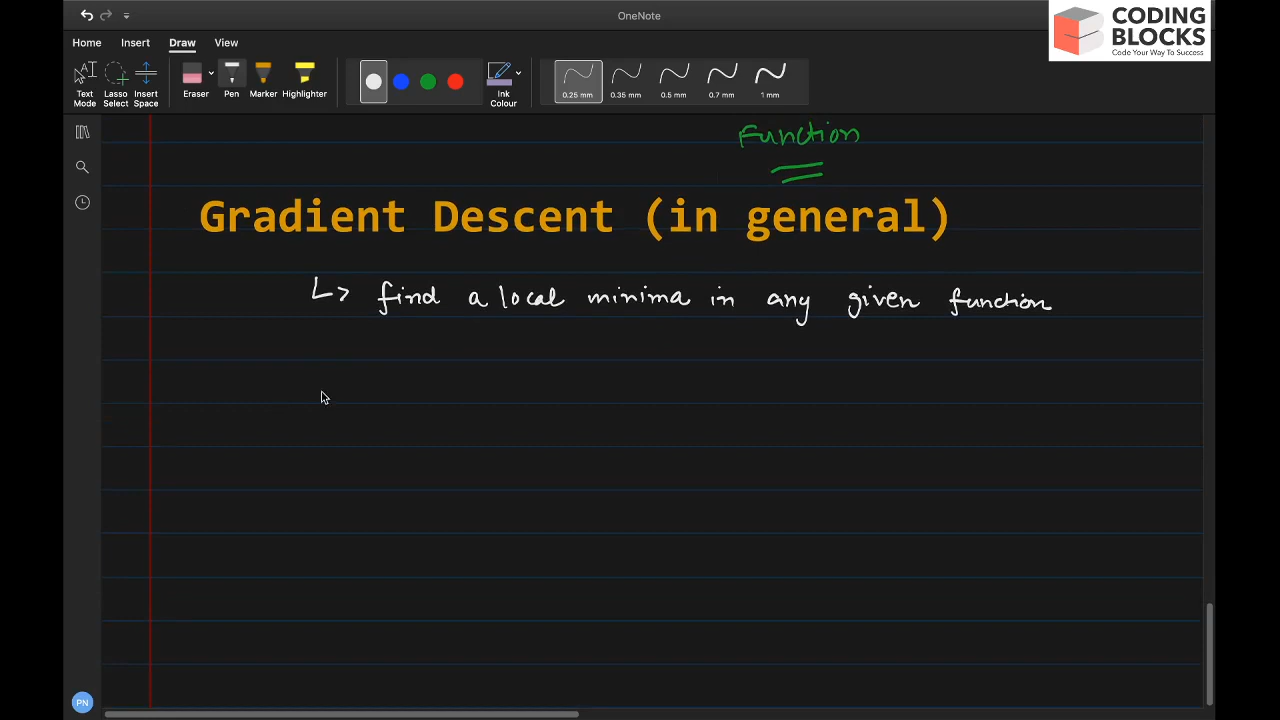 OneNote
CODING
BLOCKS
Code Your Way To Success
Home Insert Draw View
Text Mode
Lasso Select
Insert Space
Eraser
Pen
Marker
Highlighter
Ink Colour
0.25 mm
0.35 mm
0.5 mm
0.7 mm
1 mm
Function
Gradient Descent (in general)
find a local minima in any given function
PN